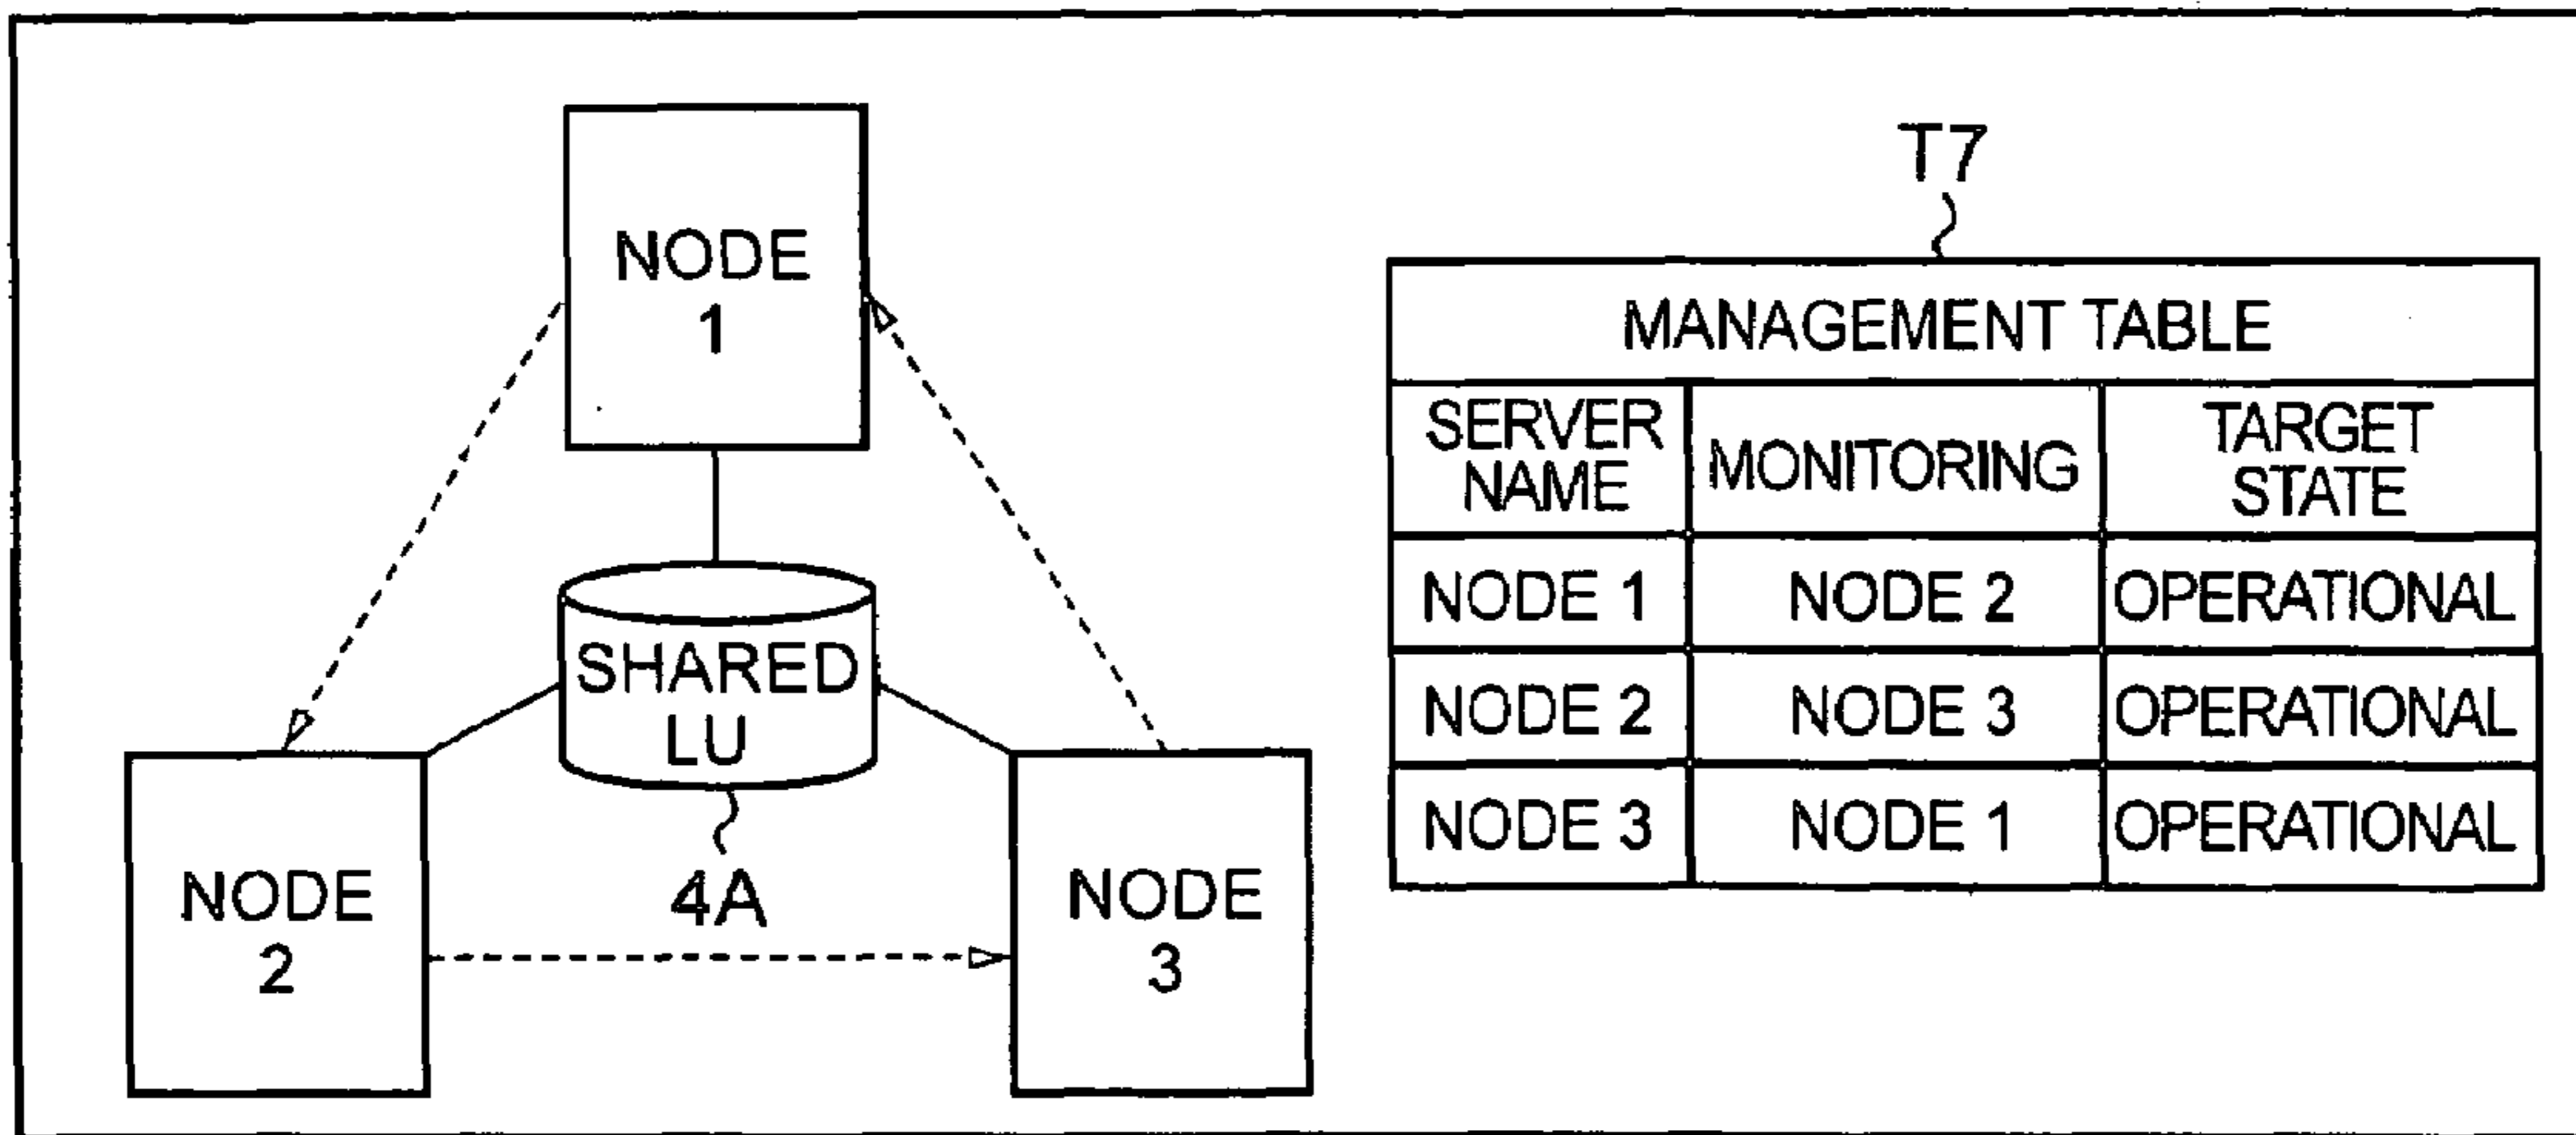 NODE
1
SHARED
LU
4A
NODE
2
NODE
3
T7
MANAGEMENT TABLE
SERVER NAME MONITORING TARGET STATE
NODE 1 NODE 2 OPERATIONAL
NODE 2 NODE 3 OPERATIONAL
NODE 3 NODE 1 OPERATIONAL